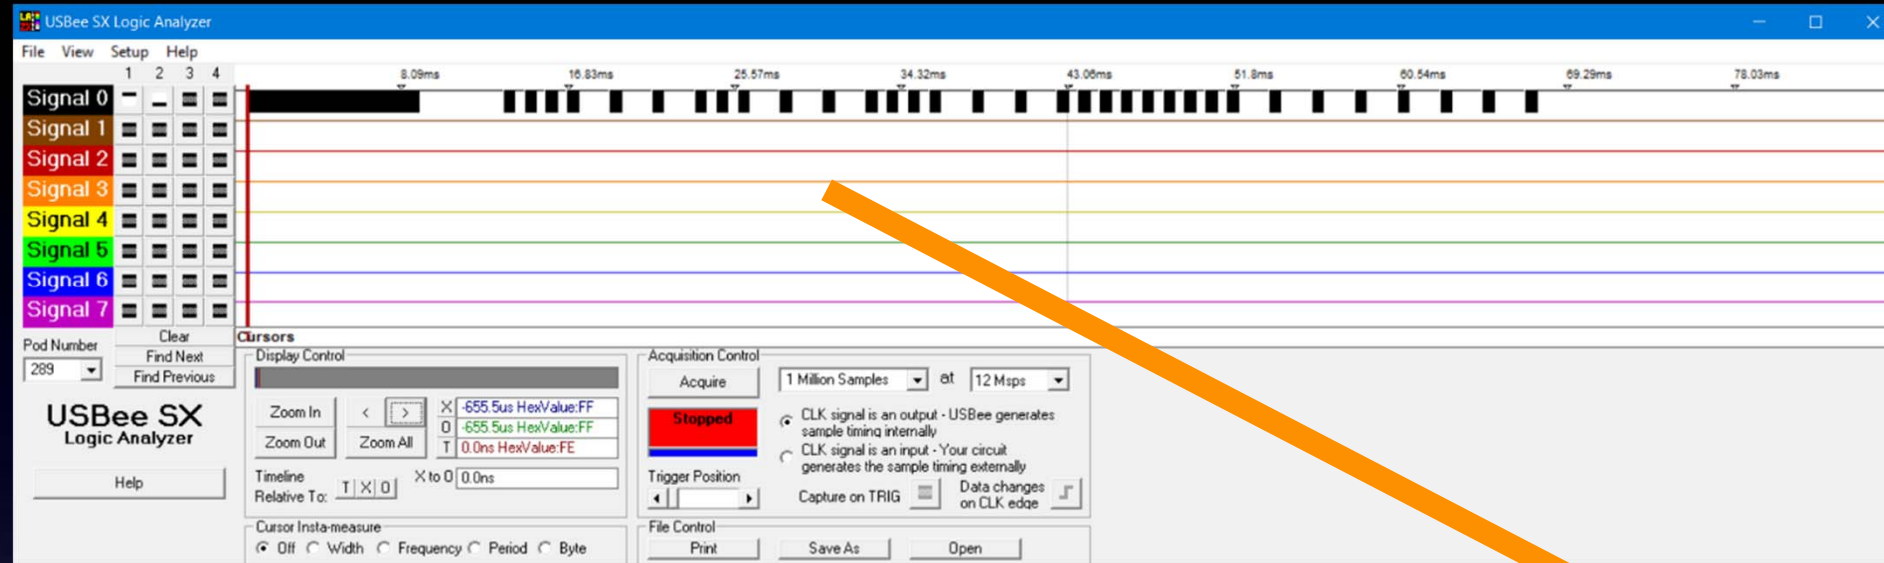 USBee SX Logic Analyzer
File View Setup Help
1 2 3 4
8.09ms 16.83ms 25.57ms 34.32ms 43.06ms 51.8ms 60.54ms 69.29ms 78.03ms
Signal 0
Signal 1
Signal 2
Signal 3
Signal 4
Signal 5
Signal 6
Signal 7
Pod Number
289
Clear
Find Next
Find Previous
USBee SX
Logic Analyzer
Help
Cursors
Display Control
Zoom In < > X -655.5us HexValue:FF
O -655.5us HexValue:FF
Zoom Out Zoom All T 0.0ns HexValue:FE
Timeline
Relative To: T X O X to O 0.0ns
Cursor Insta-measure
Off Width Frequency Period Byte
Acquisition Control
Acquire 1 Million Samples at 12 Msps
Stopped
CLK signal is an output - USBee generates
sample timing internally
CLK signal is an input - Your circuit
generates the sample timing externally
Trigger Position
Capture on TRIG
Data changes
on CLK edge
File Control
Print Save As Open